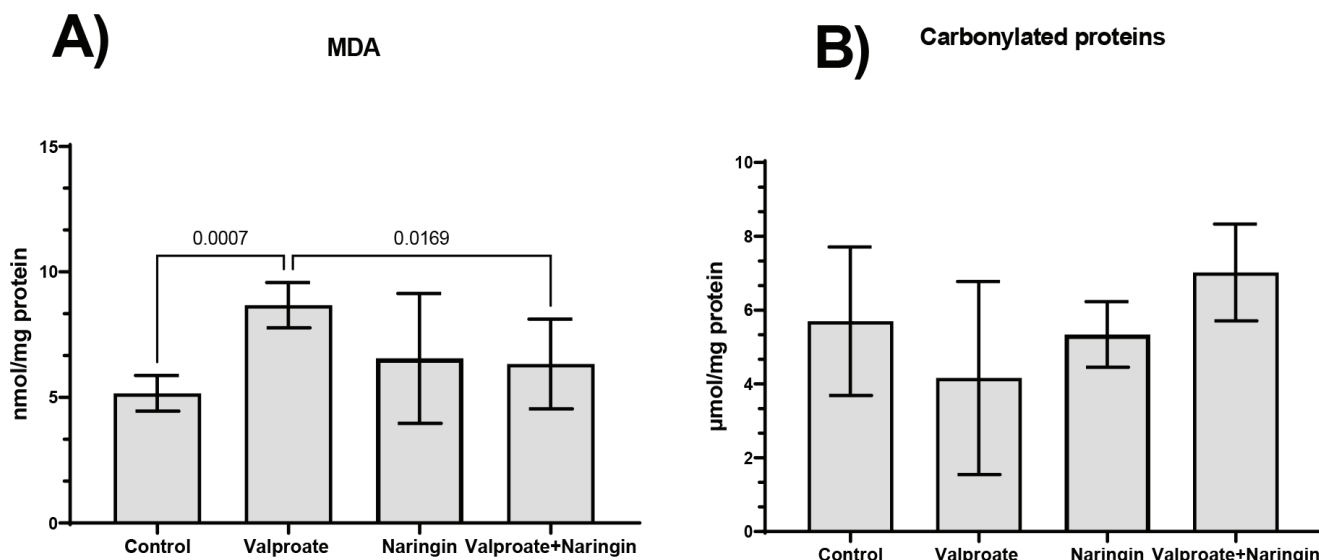 A)
MDA
nmol/mg protein
15
10
5
0
0.0007
0.0169
Control
Valproate
Naringin
Valproate+Naringin
B)
Carbonylated proteins
µmol/mg protein
10
8
6
4
2
0
Control
Valproate
Naringin
Valproate+Naringin